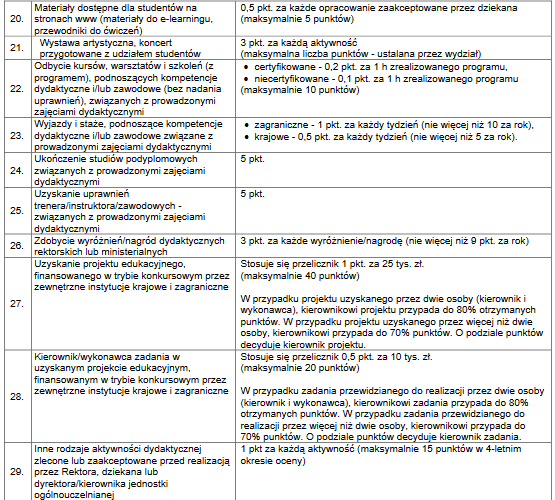 20.
Materiały dostępne dla studentów na
stronach www (materiały do e-learningu,
przewodniki do ćwiczeń)
0,5 pkt. za każde opracowanie zaakceptowane przez dziekana
(maksymalnie 5 punktów)
21.
Wystawa artystyczna, koncert
przygotowane z udziałem studentów
3 pkt. za każdą aktywność
(maksymalna liczba punktów - ustalana przez wydział)
22.
Odbycie kursów, warsztatów i szkoleń (z
programem), podnoszących kompetencje
dydaktyczne i/lub zawodowe (bez nadania
uprawnień), związanych z prowadzonymi
zajęciami dydaktycznymi
• certyfikowane - 0,2 pkt. za 1 h zrealizowanego programu,
• niecertyfikowane - 0,1 pkt. za 1 h zrealizowanego programu
(maksymalnie 10 punktów)
23.
Wyjazdy i staże, podnoszące kompetencje
dydaktyczne i/lub zawodowe związane z
prowadzonymi zajęciami dydaktycznymi
• zagraniczne - 1 pkt. za każdy tydzień (nie więcej niż 10 za rok),
• krajowe - 0,5 pkt. za każdy tydzień (nie więcej niż 5 za rok).
24.
Ukończenie studiów podyplomowych
związanych z prowadzonymi zajęciami
dydaktycznymi
5 pkt.
25.
Uzyskanie uprawnień
trenera/instruktora/zawodowych -
związanych z prowadzonymi zajęciami
dydaktycznymi
5 pkt.
26.
Zdobycie wyróżnień/nagród dydaktycznych
rektorskich lub ministerialnych
3 pkt. za każde wyróżnienie/nagrodę (nie więcej niż 9 pkt. za rok)
27.
Uzyskanie projektu edukacyjnego,
finansowanego w trybie konkursowym przez
zewnętrzne instytucje krajowe i zagraniczne
Stosuje się przelicznik 1 pkt. za 25 tys. zł.
(maksymalnie 40 punktów)
W przypadku projektu uzyskanego przez dwie osoby (kierownik i
wykonawca), kierownikowi projektu przypada do 80% otrzymanych
punktów. W przypadku projektu uzyskanego przez więcej niż dwie
osoby, kierownikowi przypada do 70% punktów. O podziale punktów
decyduje kierownik projektu.
28.
Kierownik/wykonawca zadania w
uzyskanym projekcie edukacyjnym,
finansowanym w trybie konkursowym przez
zewnętrzne instytucje krajowe i zagraniczne
Stosuje się przelicznik 0,5 pkt. za 10 tys. zł.
(maksymalnie 20 punktów)
W przypadku zadania przewidzianego do realizacji przez dwie osoby
(kierownik i wykonawca), kierownikowi zadania przypada do 80%
otrzymanych punktów. W przypadku zadania przewidzianego do
realizacji przez więcej niż dwie osoby, kierownikowi przypada do
70% punktów. O podziale punktów decyduje kierownik zadania.
29.
Inne rodzaje aktywności dydaktycznej
zlecone lub zaakceptowane przed realizacją
przez Rektora, dziekana lub
dyrektora/kierownika jednostki
ogólnouczelnianej
1 pkt za każdą aktywność (maksymalnie 15 punktów w 4-letnim
okresie oceny)